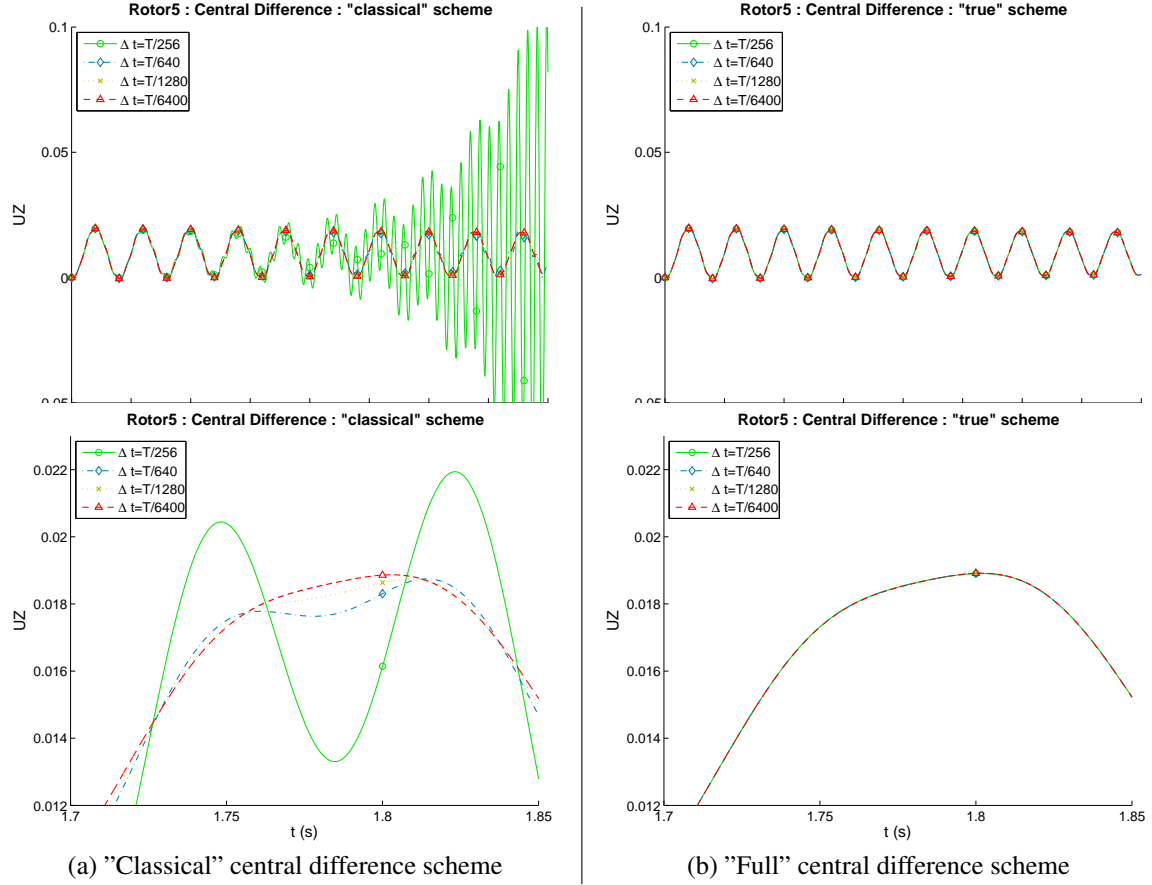 Rotor5 : Central Difference : "classical" scheme
0.1
0.05
0
0.05
UZ
Δ t=T/256
Δ t=T/640
Δ t=T/1280
Δ t=T/6400
Rotor5 : Central Difference : "true" scheme
0.1
0.05
0
0.05
UZ
Δ t=T/256
Δ t=T/640
Δ t=T/1280
Δ t=T/6400
Rotor5 : Central Difference : "classical" scheme
0.022
0.02
0.018
0.016
0.014
0.012
UZ
Δ t=T/256
Δ t=T/640
Δ t=T/1280
Δ t=T/6400
1.7
1.75
1.8
1.85
t (s)
Rotor5 : Central Difference : "true" scheme
0.022
0.02
0.018
0.016
0.014
0.012
UZ
Δ t=T/256
Δ t=T/640
Δ t=T/1280
Δ t=T/6400
1.7
1.75
1.8
1.85
t (s)
(a) ”Classical” central difference scheme
(b) ”Full” central difference scheme